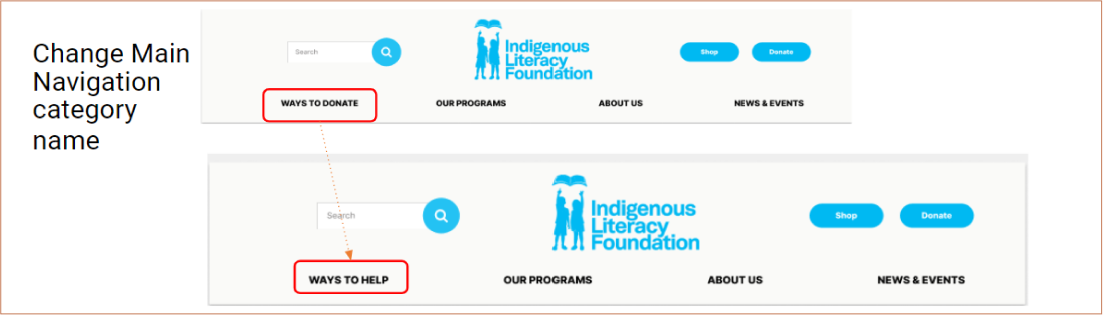 Change Main
Navigation
category
name
Search
Indigenous
Literacy
Foundation
Shop
Donate
WAYS TO DONATE
OUR PROGRAMS
ABOUT US
NEWS & EVENTS
Search
Indigenous
Literacy
Foundation
Shop
Donate
WAYS TO HELP
OUR PROGRAMS
ABOUT US
NEWS & EVENTS